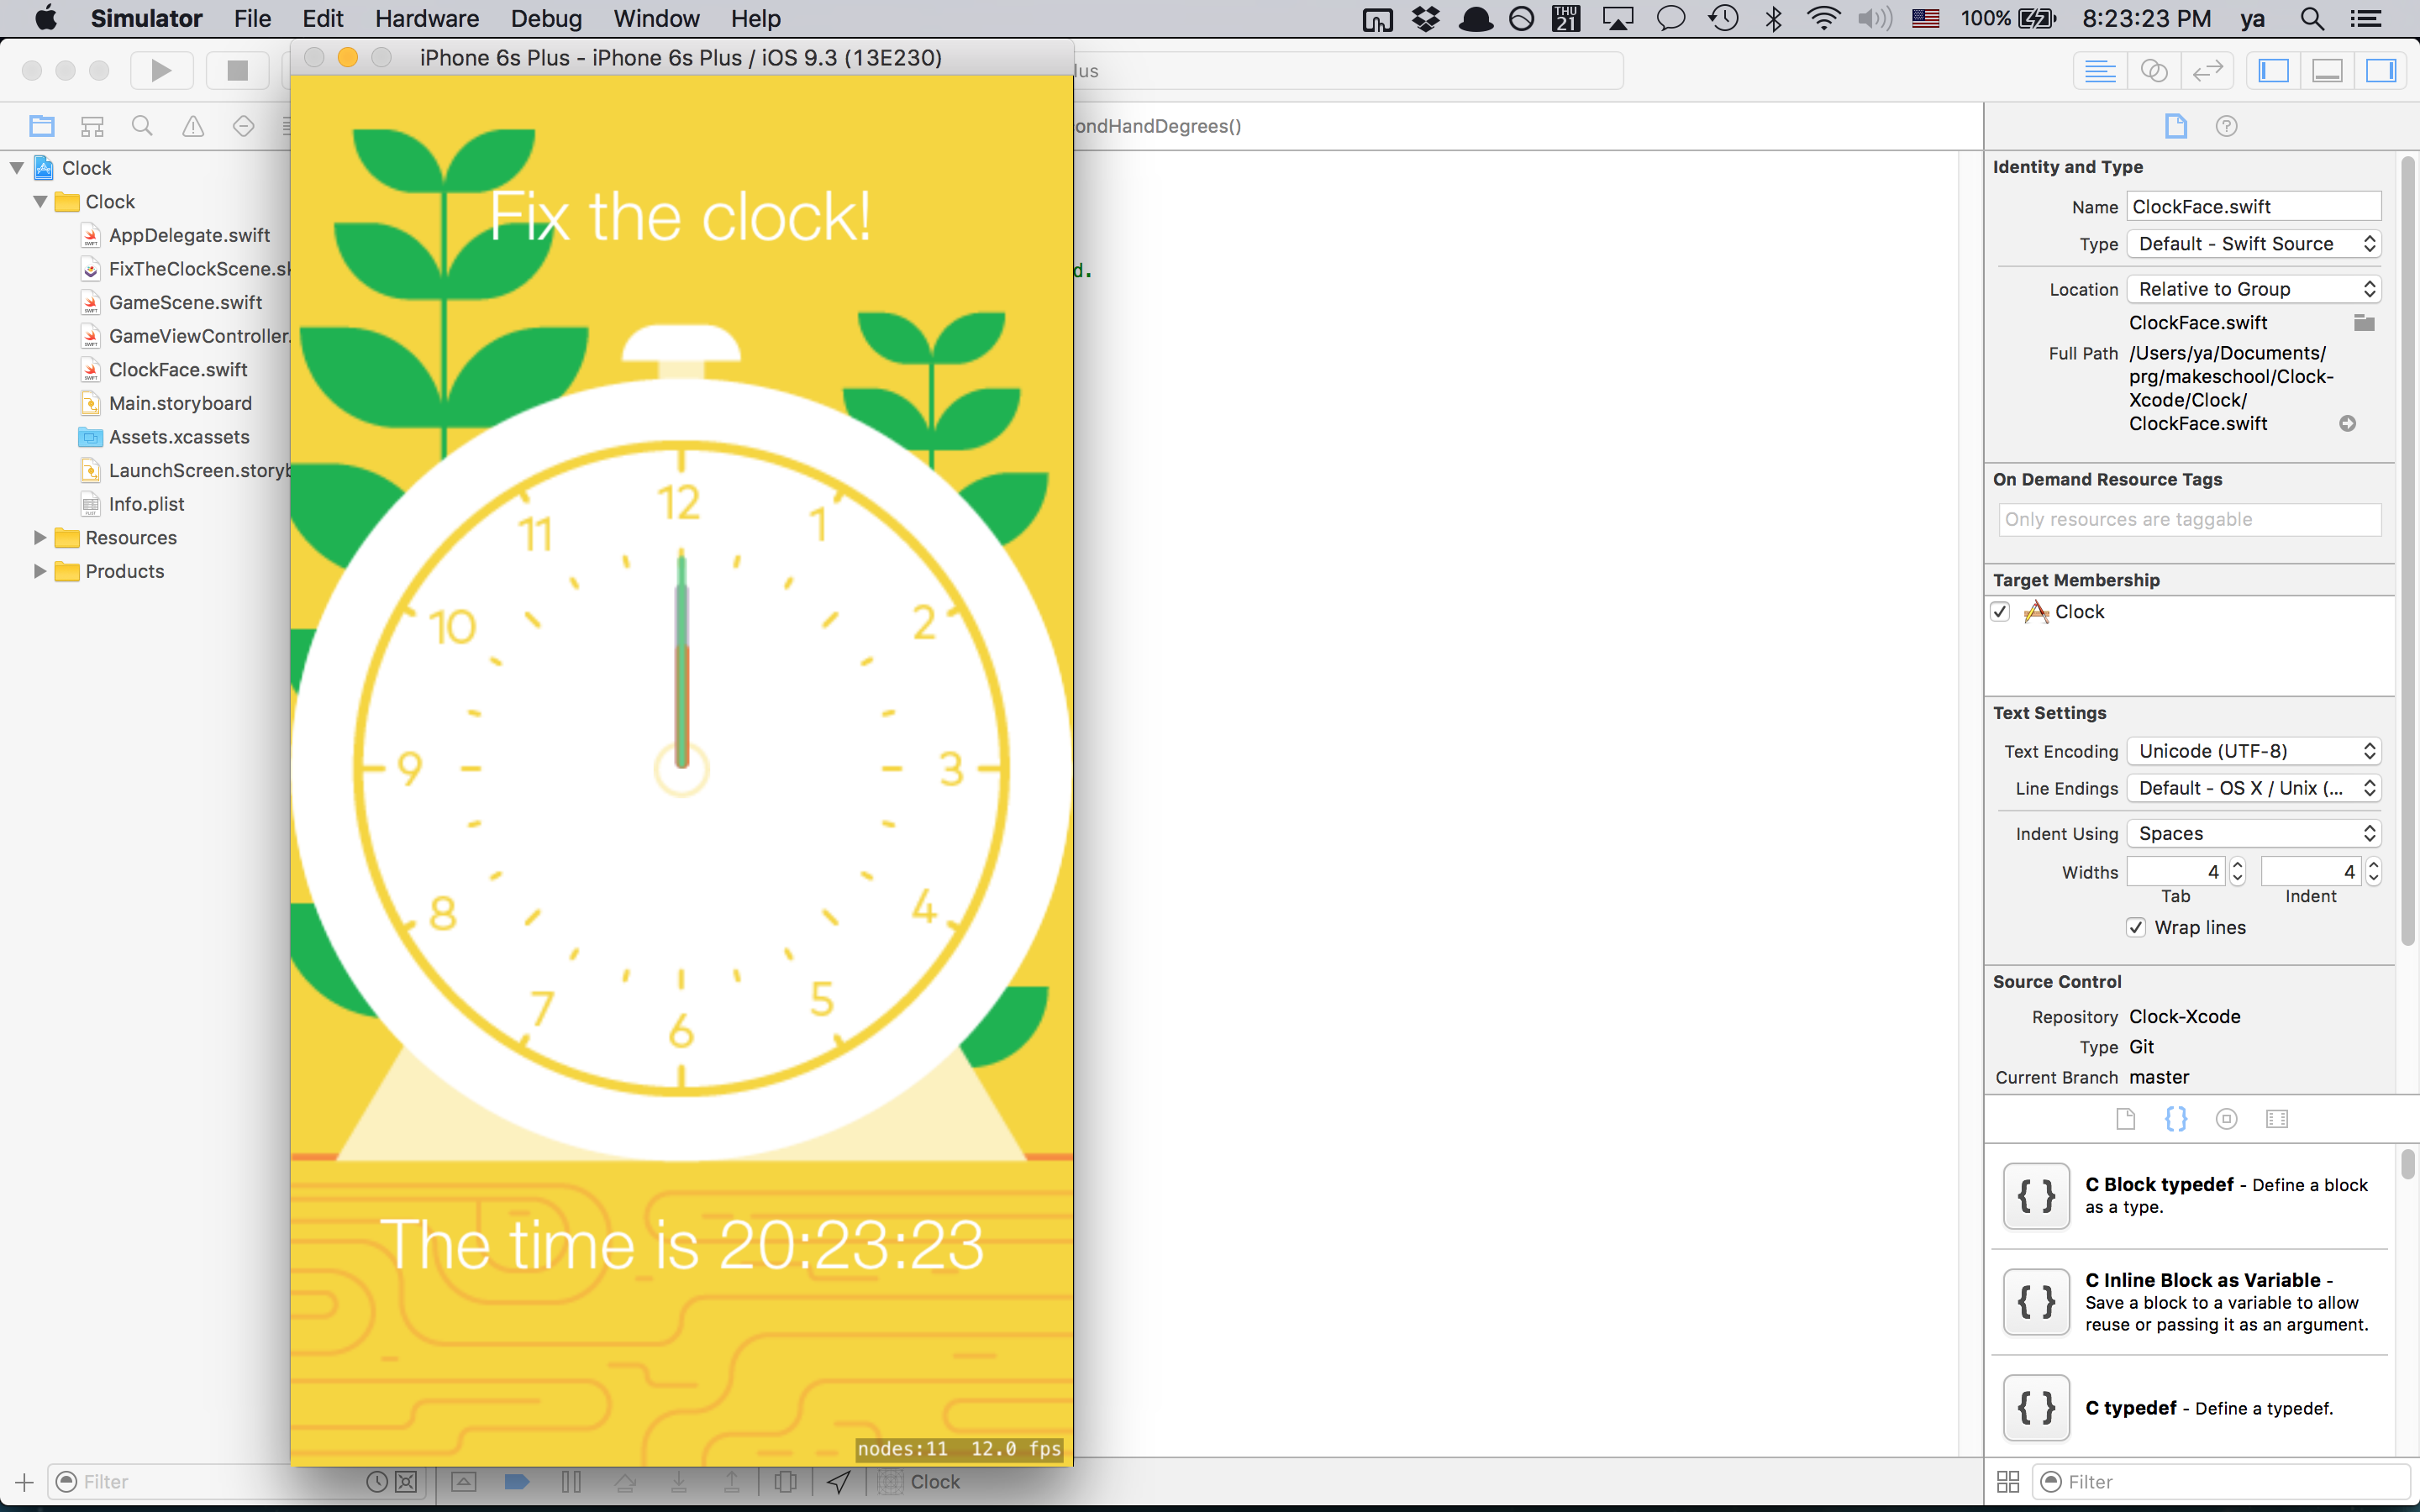 Simulator File Edit Hardware Debug Window Help
THU
21
100%
8:23:23 PM
ya
iPhone 6s Plus - iPhone 6s Plus / iOS 9.3 (13E230)
lus
ondHandDegrees()
Clock
Clock
AppDelegate.swift
FixTheClockScene.sk
GameScene.swift
GameViewController.
ClockFace.swift
Main.storyboard
Assets.xcassets
LaunchScreen.storyb
Info.plist
Resources
Products
Fix the clock!
d.
12
1
2
3
4
5
6
7
8
9
10
11
The time is 20:23:23
nodes:11 12.0 fps
Filter
Clock
Identity and Type
Name ClockFace.swift
Type Default - Swift Source
Location Relative to Group
ClockFace.swift
Full Path /Users/ya/Documents/
prg/makeschool/Clock-
Xcode/Clock/
ClockFace.swift
On Demand Resource Tags
Only resources are taggable
Target Membership
Clock
Text Settings
Text Encoding Unicode (UTF-8)
Line Endings Default - OS X / Unix (...
Indent Using Spaces
Widths 4 4
Tab Indent
Wrap lines
Source Control
Repository Clock-Xcode
Type Git
Current Branch master
{ } C Block typedef - Define a block
as a type.
{ } C Inline Block as Variable -
Save a block to a variable to allow
reuse or passing it as an argument.
{ } C typedef - Define a typedef.
Filter